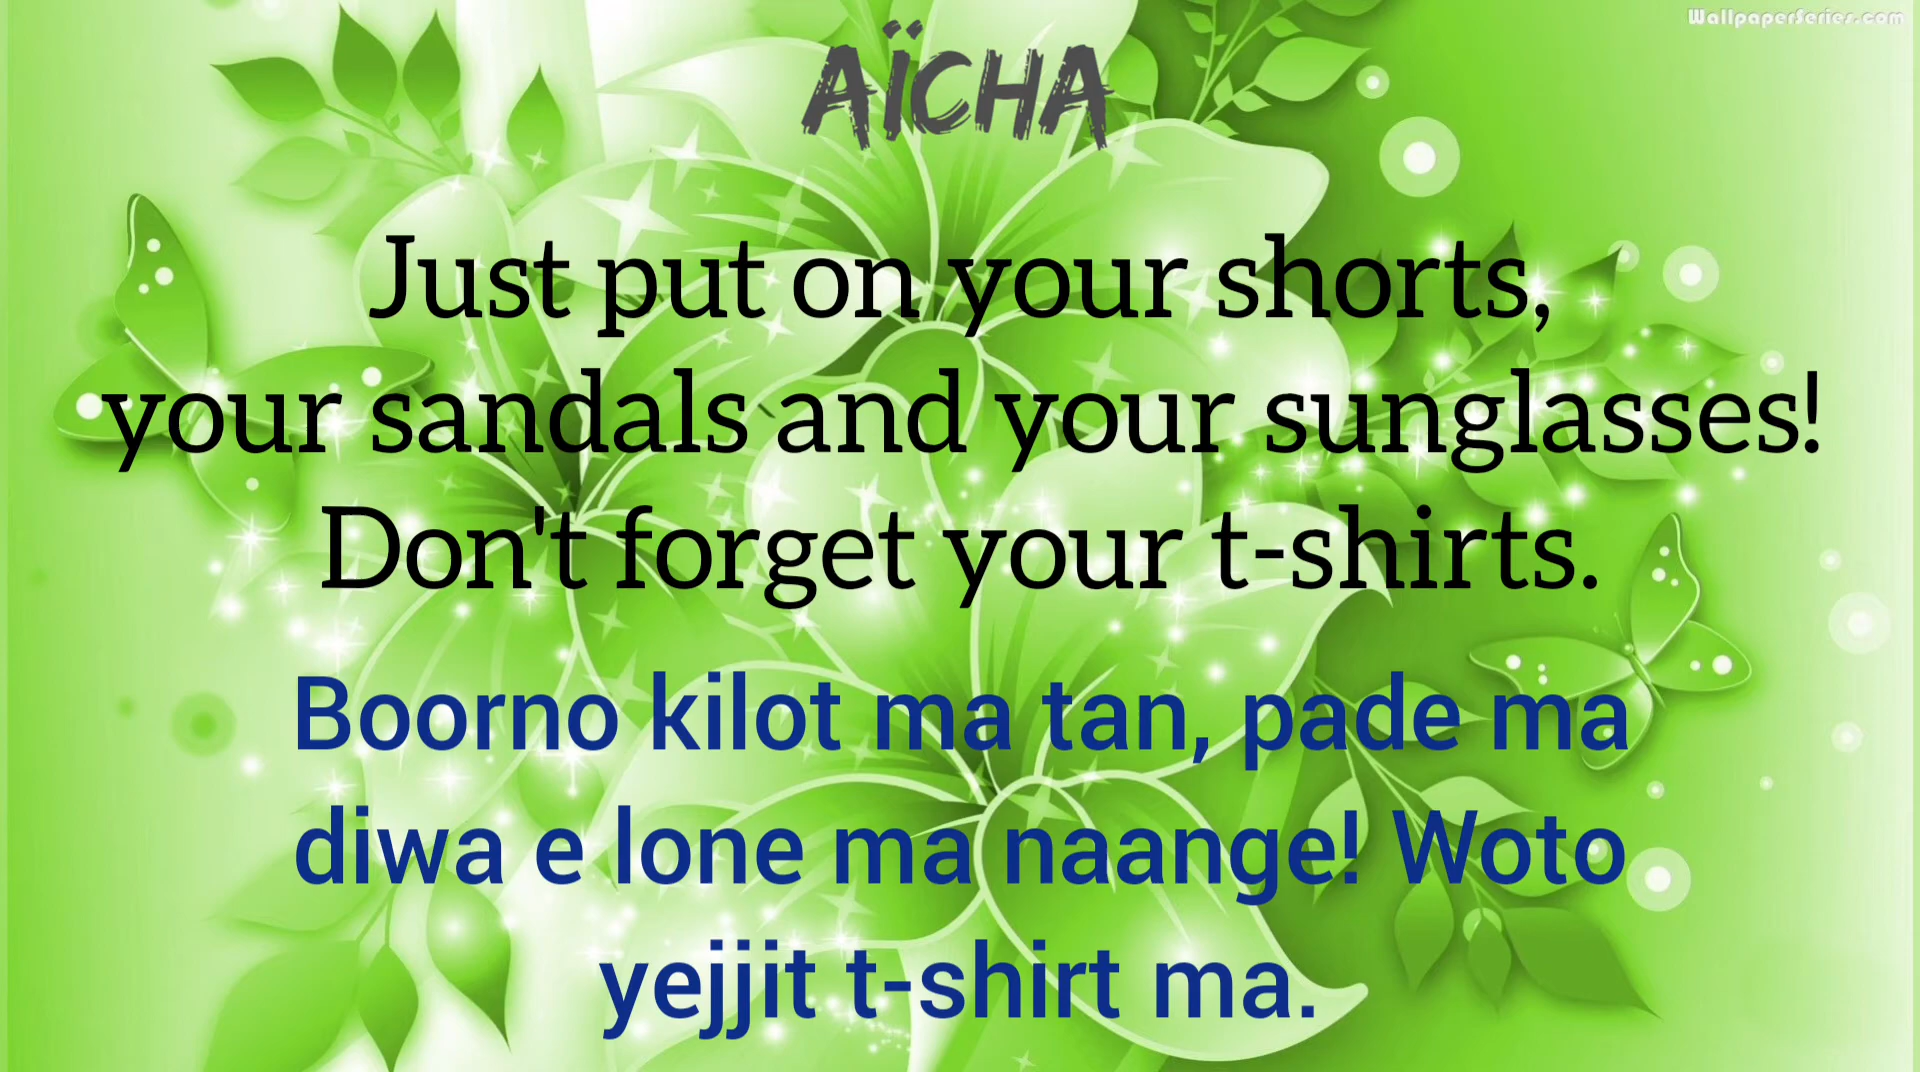 WallpaperSeries.com
AÏCHA
Just put on your shorts,
your sandals and your sunglasses!
Don't forget your t-shirts.
Boorno kilot ma tan, pade ma
diwa e lone ma naange! Woto
yejjit t-shirt ma.